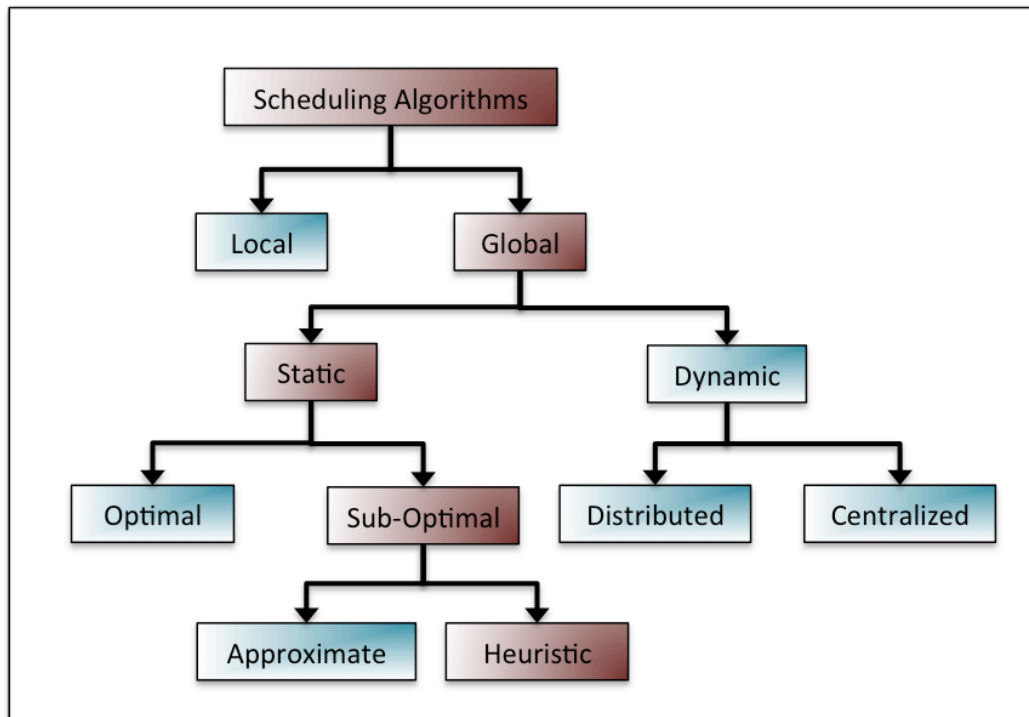 Scheduling Algorithms
Local
Global
Static
Dynamic
Optimal
Sub-Optimal
Distributed
Centralized
Approximate
Heuristic